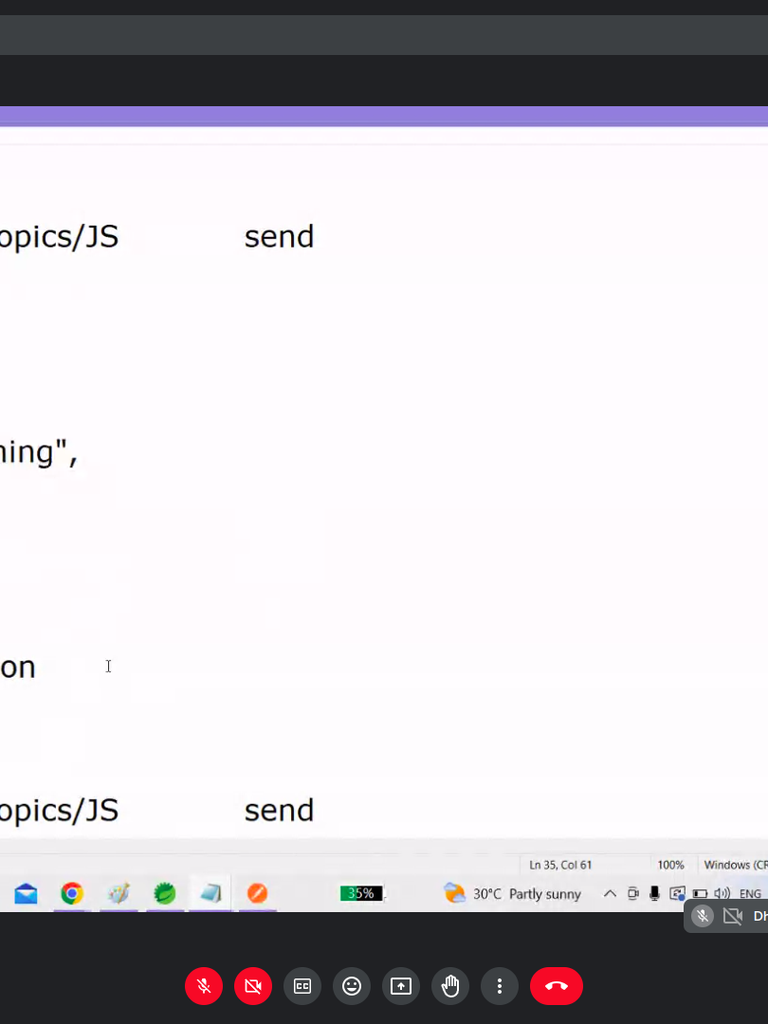 opics/JS send
ning",
on
opics/JS send
Ln 35, Col 61 100% Windows (CR
35% 30°C Partly sunny ENG
Dh